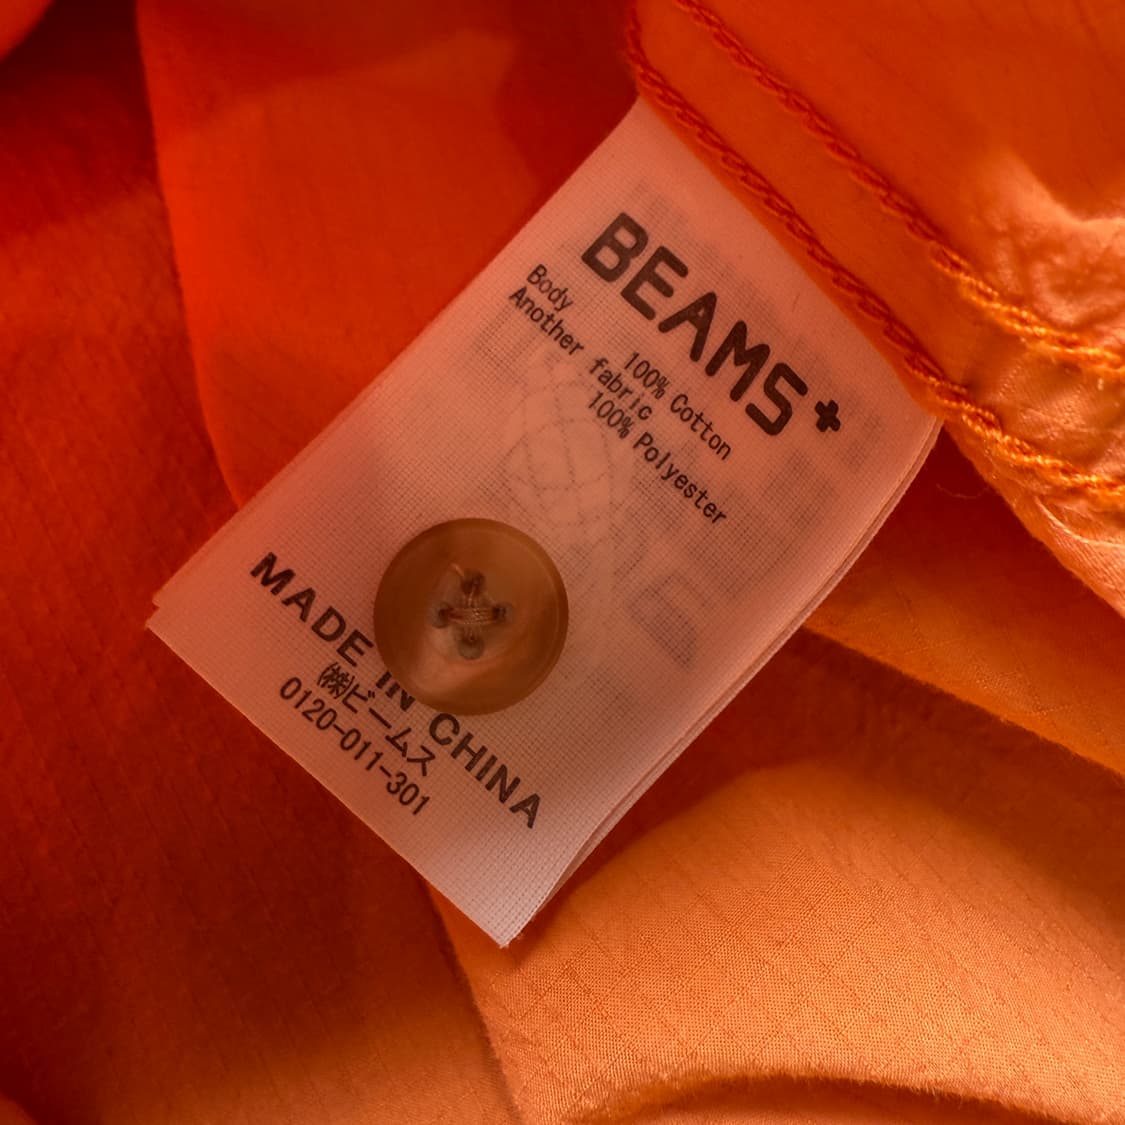 BEAMS+
Body
100% Cotton
Another fabric
100% Polyester
MADE IN CHINA
㈱ビームス
0120-011-301